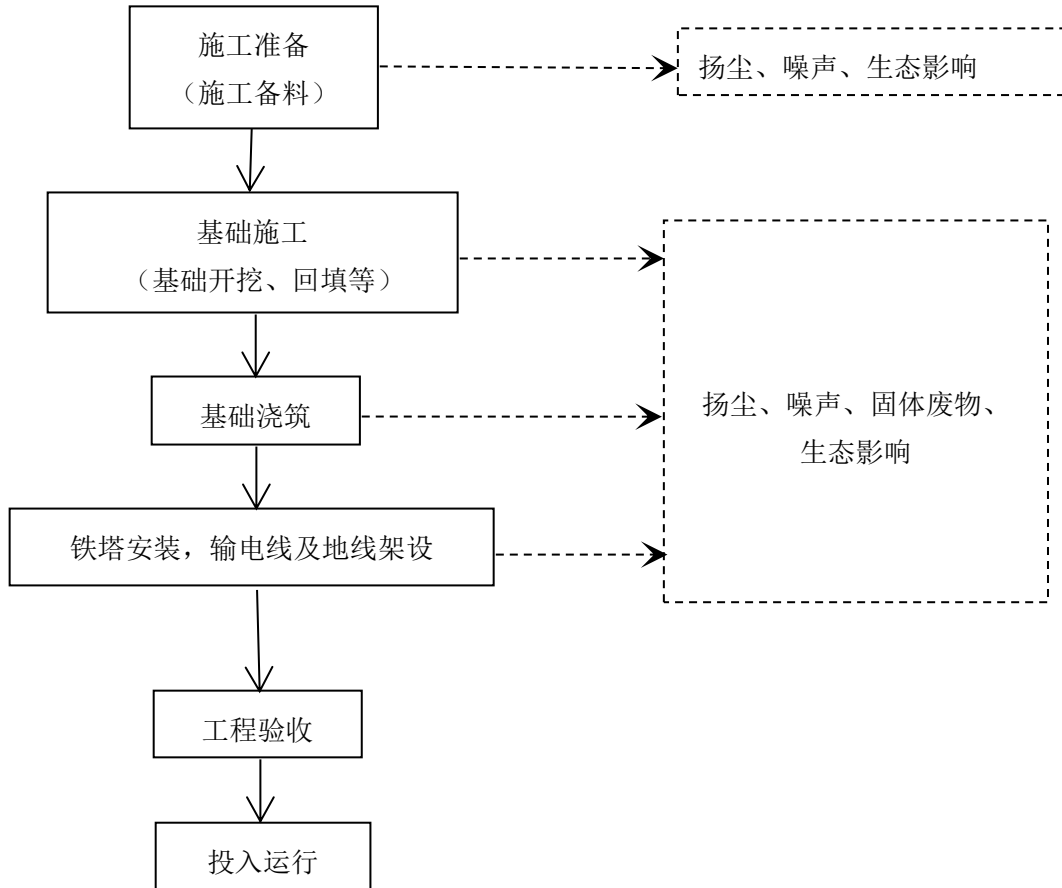 施工准备
（施工备料）
扬尘、噪声、生态影响
基础施工
（基础开挖、回填等）
基础浇筑
扬尘、噪声、固体废物、
生态影响
铁塔安装，输电线及地线架设
工程验收
投入运行